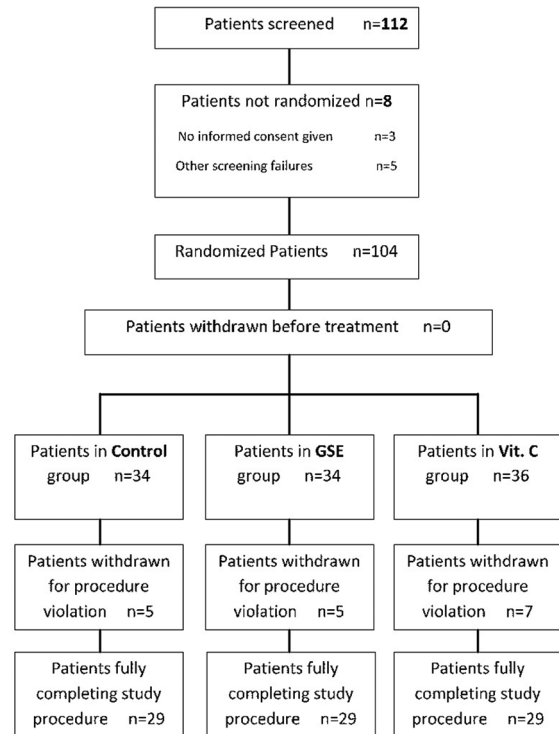 Patients screened n=112
Patients not randomized n=8
No informed consent given n=3
Other screening failures n=5
Randomized Patients n=104
Patients withdrawn before treatment n=0
Patients in Control
group n=34
Patients in GSE
group n=34
Patients in Vit. C
group n=36
Patients withdrawn
for procedure
violation n=5
Patients withdrawn
for procedure
violation n=5
Patients withdrawn
for procedure
violation n=7
Patients fully
completing study
procedure n=29
Patients fully
completing study
procedure n=29
Patients fully
completing study
procedure n=29